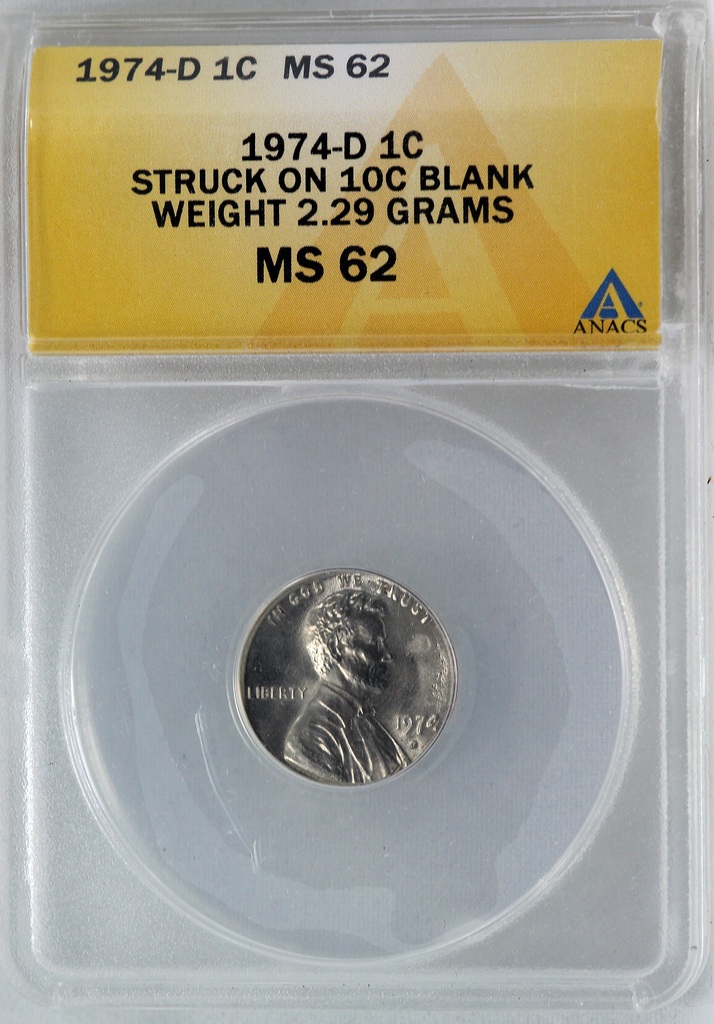 1974-D 1C MS 62
1974-D 1C
STRUCK ON 10C BLANK
WEIGHT 2.29 GRAMS
MS 62
ANACS
IN GOD WE TRUST
LIBERTY
1974
D